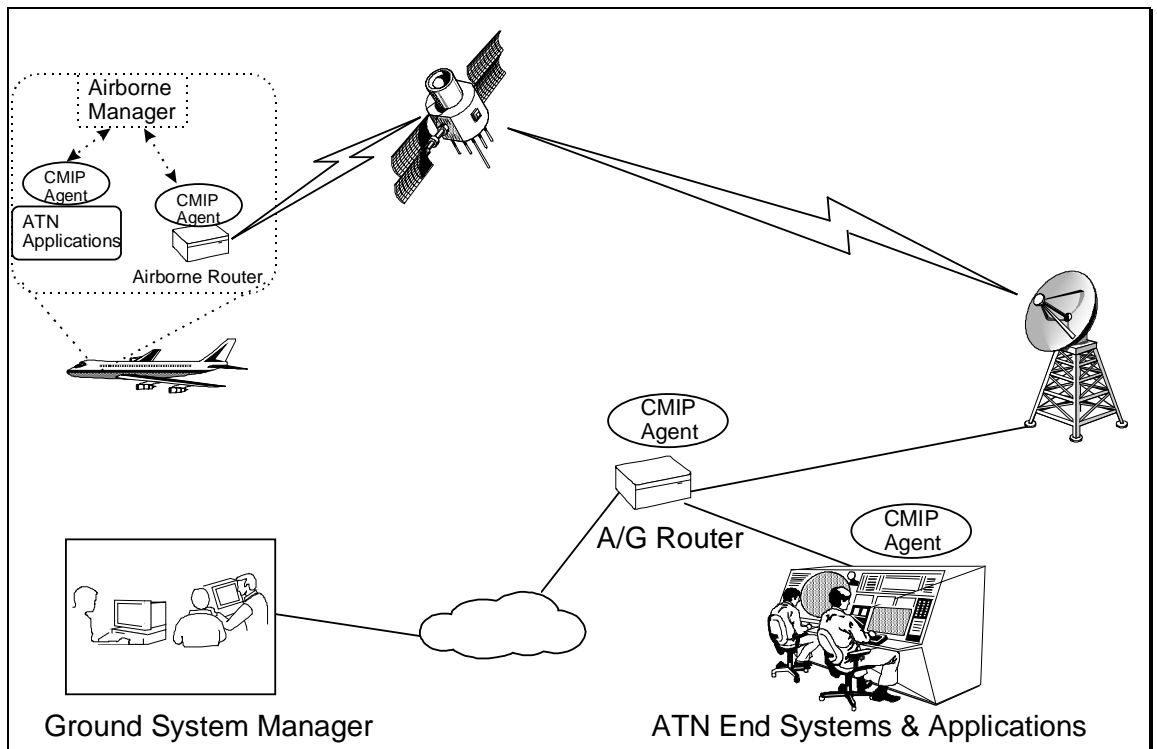 Airborne
Manager
CMIP
Agent
CMIP
Agent
ATN
Applications
Airborne Router
CMIP
Agent
A/G Router
CMIP
Agent
Ground System Manager
ATN End Systems & Applications